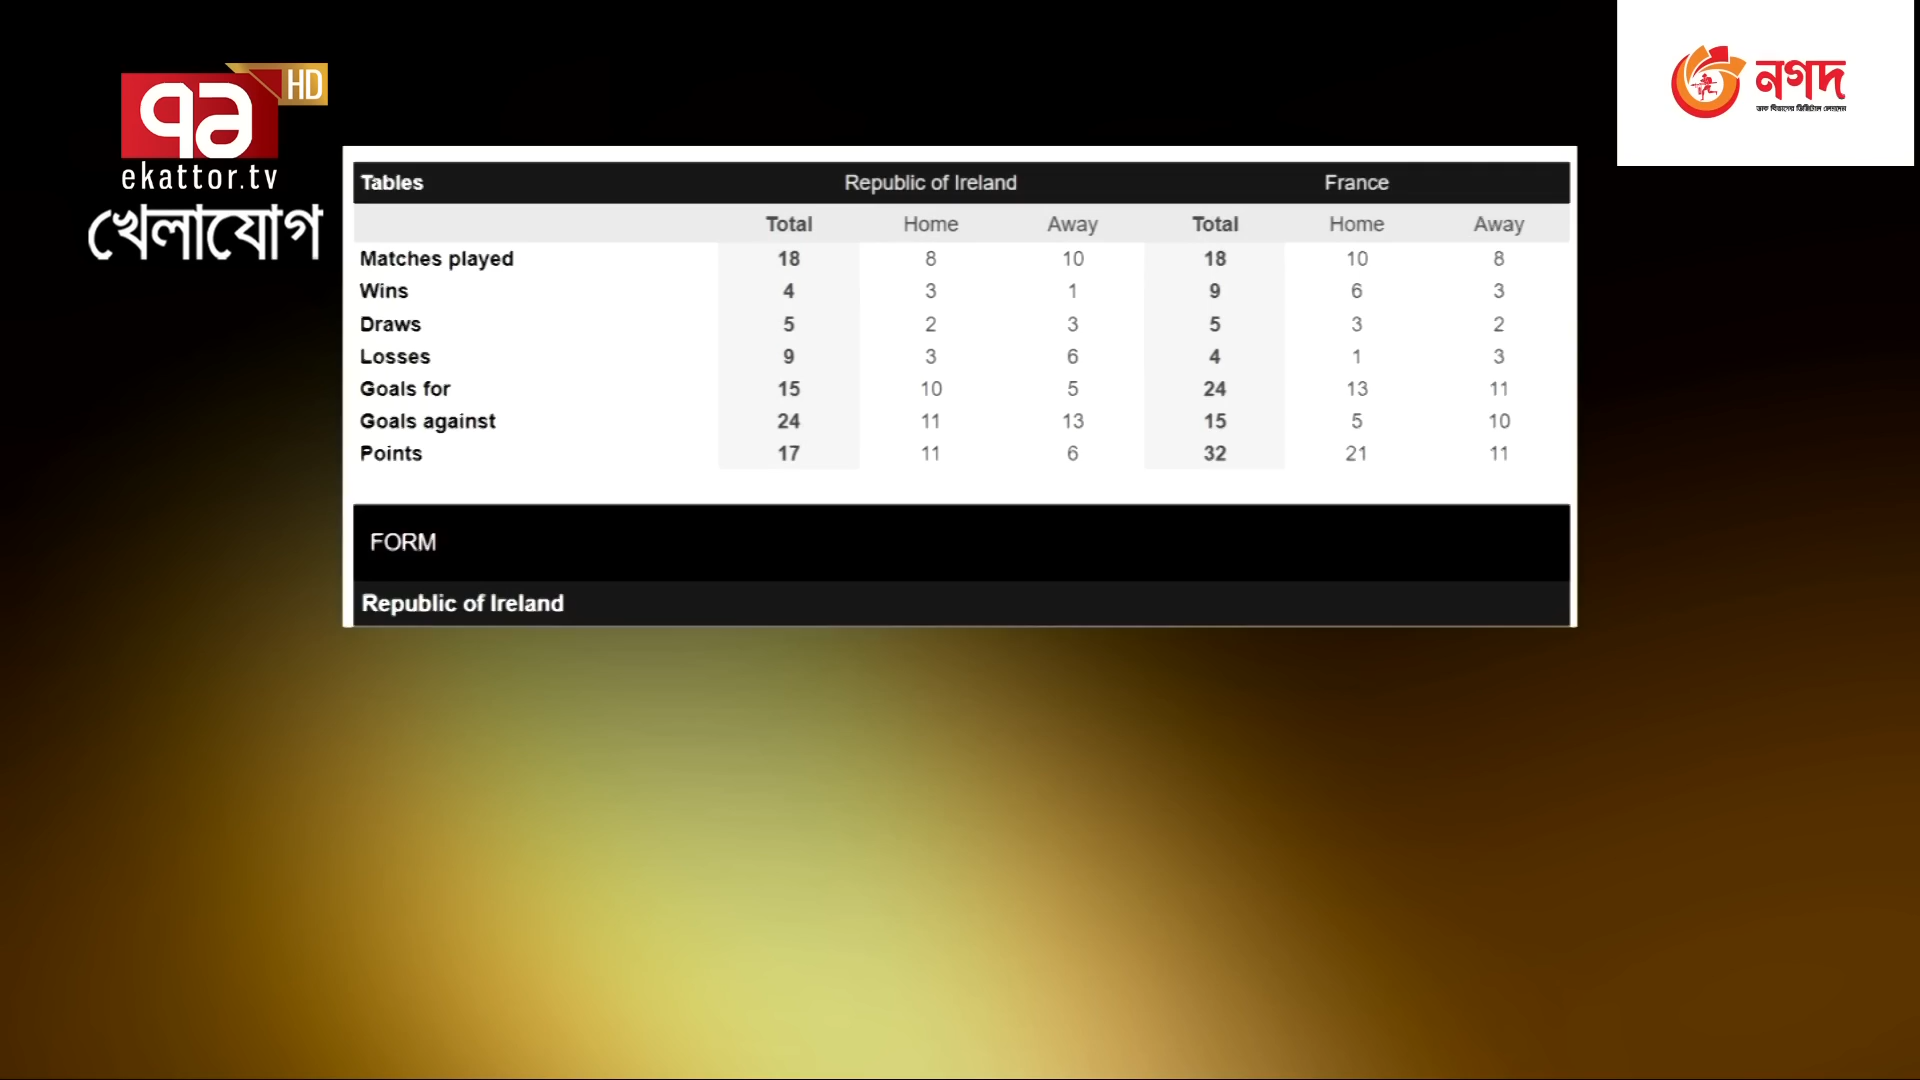 HD
ekattor.tv
খেলাযোগ
নগদ
ডাক বিভাগের ডিজিটাল লেনদেন
Tables Republic of Ireland France
Total Home Away Total Home Away
Matches played 18 8 10 18 10 8
Wins 4 3 1 9 6 3
Draws 5 2 3 5 3 2
Losses 9 3 6 4 1 3
Goals for 15 10 5 24 13 11
Goals against 24 11 13 15 5 10
Points 17 11 6 32 21 11
FORM
Republic of Ireland